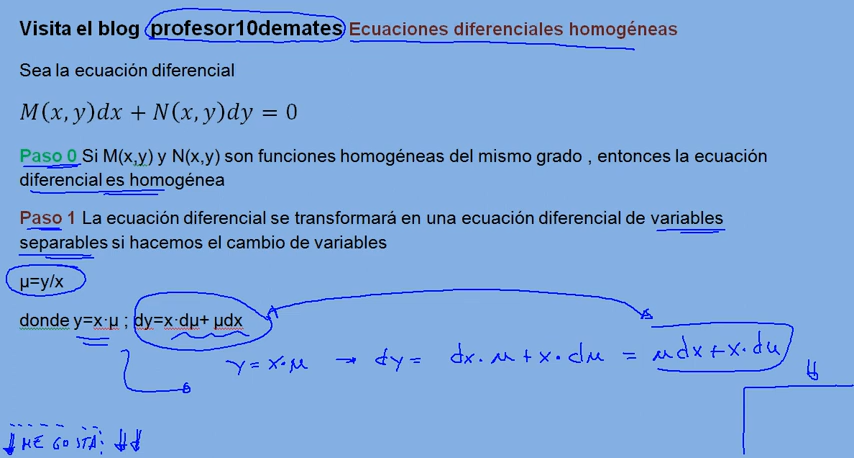 Visita el blog profesor10demates Ecuaciones diferenciales homogéneas
Sea la ecuación diferencial
M(x,y)dx + N(x,y)dy = 0
Paso 0 Si M(x,y) y N(x,y) son funciones homogéneas del mismo grado , entonces la ecuación
diferencial es homogénea
Paso 1 La ecuación diferencial se transformará en una ecuación diferencial de variables
separables si hacemos el cambio de variables
μ=y/x
donde y=x·μ ; dy=x·dμ+ μdx
y = x·μ → dy = dx·μ + x·dμ = μdx + x·dμ
ME GUSTA: